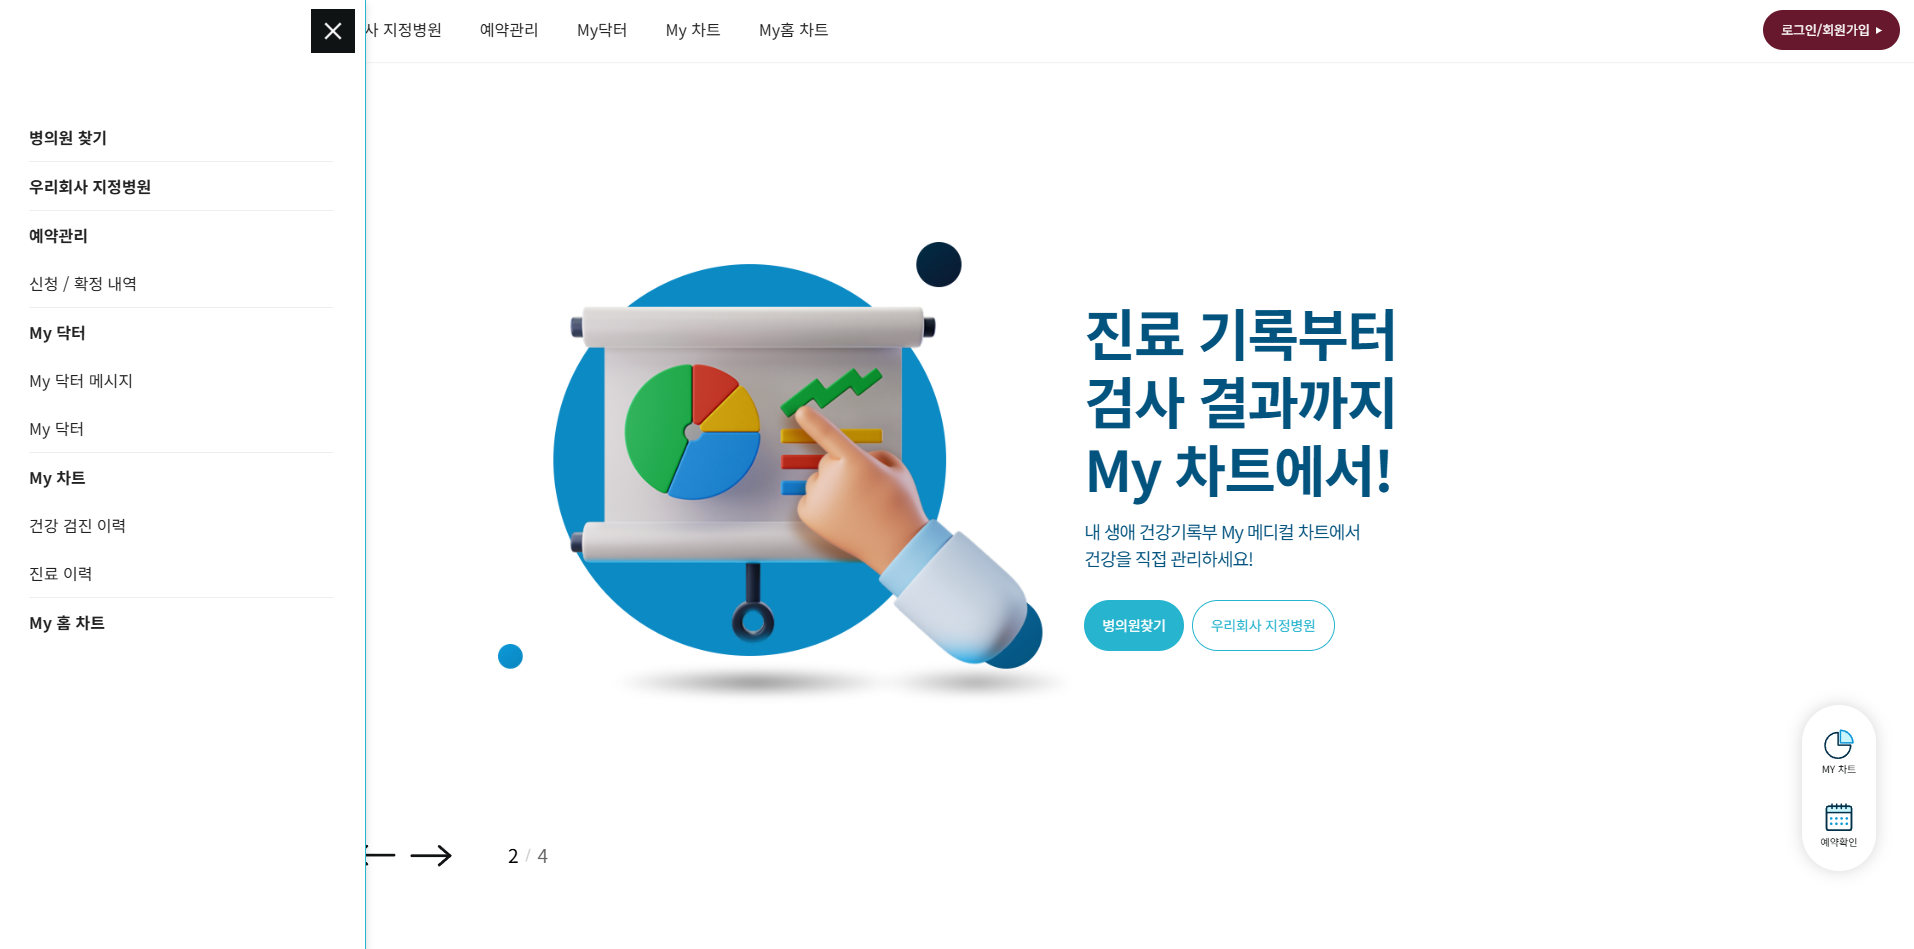 사 지정병원
예약관리
My닥터
My 차트
My홈 차트
로그인/회원가입
병의원 찾기
우리회사 지정병원
예약관리
신청 / 확정 내역
My 닥터
My 닥터 메시지
My 닥터
My 차트
건강 검진 이력
진료 이력
My 홈 차트
진료 기록부터
검사 결과까지
My 차트에서!
내 생애 건강기록부 My 메디컬 차트에서
건강을 직접 관리하세요!
병의원찾기
우리회사 지정병원
MY 차트
예약확인
2 / 4